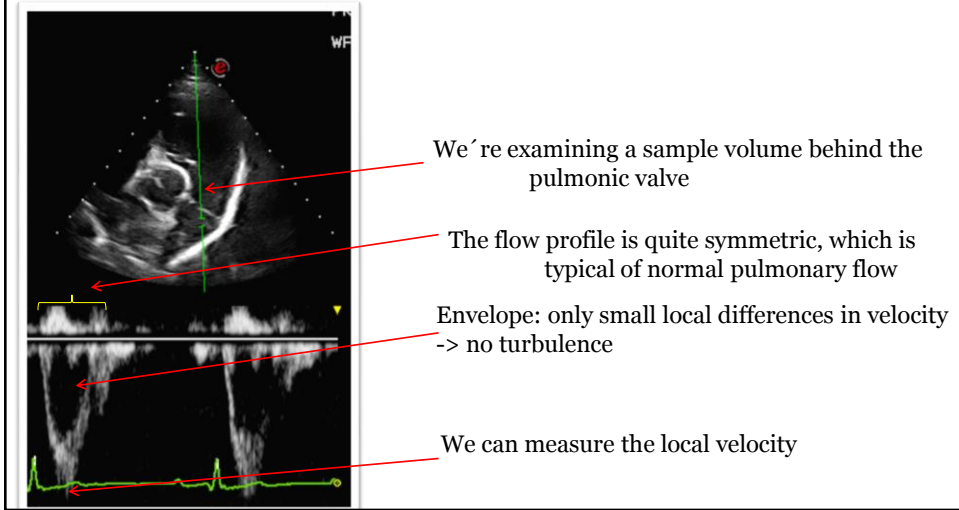 WF
We´re examining a sample volume behind the
pulmonic valve
The flow profile is quite symmetric, which is
typical of normal pulmonary flow
Envelope: only small local differences in velocity
-> no turbulence
We can measure the local velocity